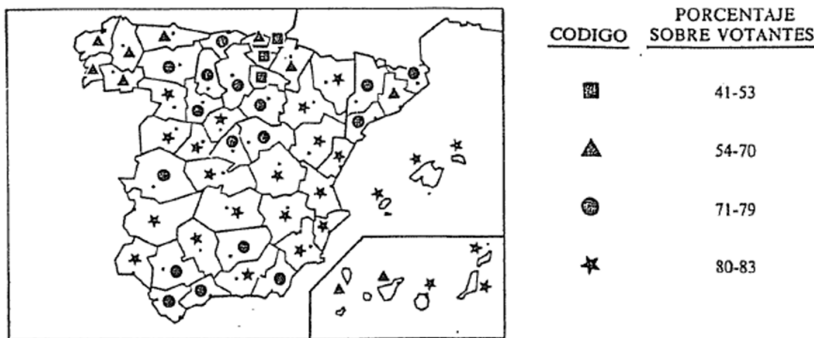 PORCENTAJE
CODIGO SOBRE VOTANTES
41-53
54-70
71-79
80-83